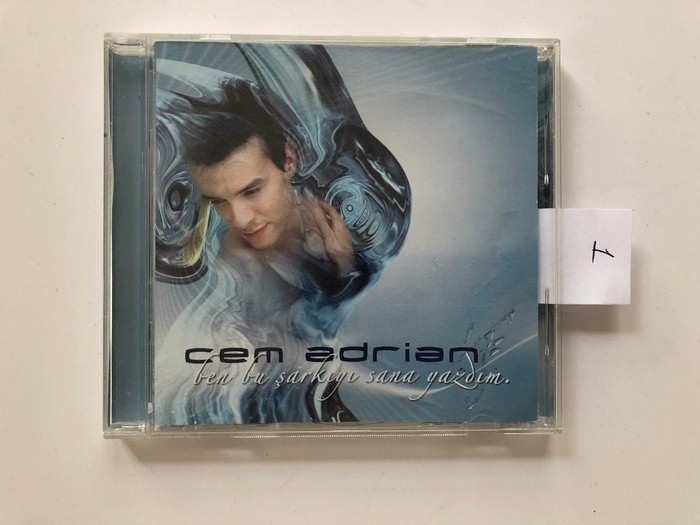 cem adrian
ben bu şarkıyı sana yazdım.
1